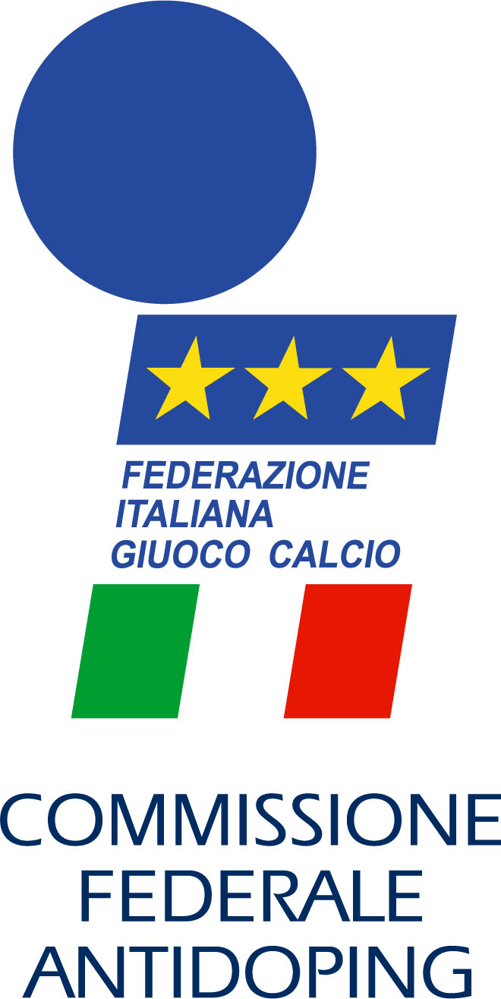 FEDERAZIONE
ITALIANA
GIUOCO CALCIO
COMMISSIONE
FEDERALE
ANTIDOPING